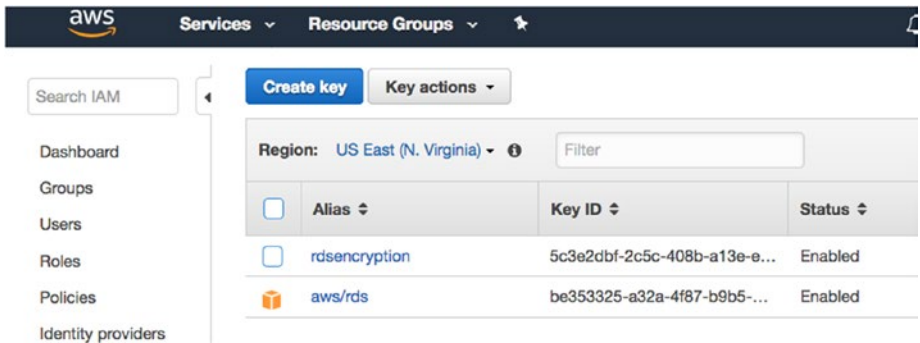 aws Services Resource Groups
Search IAM
Create key Key actions
Dashboard
Region: US East (N. Virginia) Filter
Groups
Alias Key ID Status
Users
Roles
rdsencryption 5c3e2dbf-2c5c-408b-a13e-e... Enabled
Policies
aws/rds be353325-a32a-4f87-b9b5-... Enabled
Identity providers